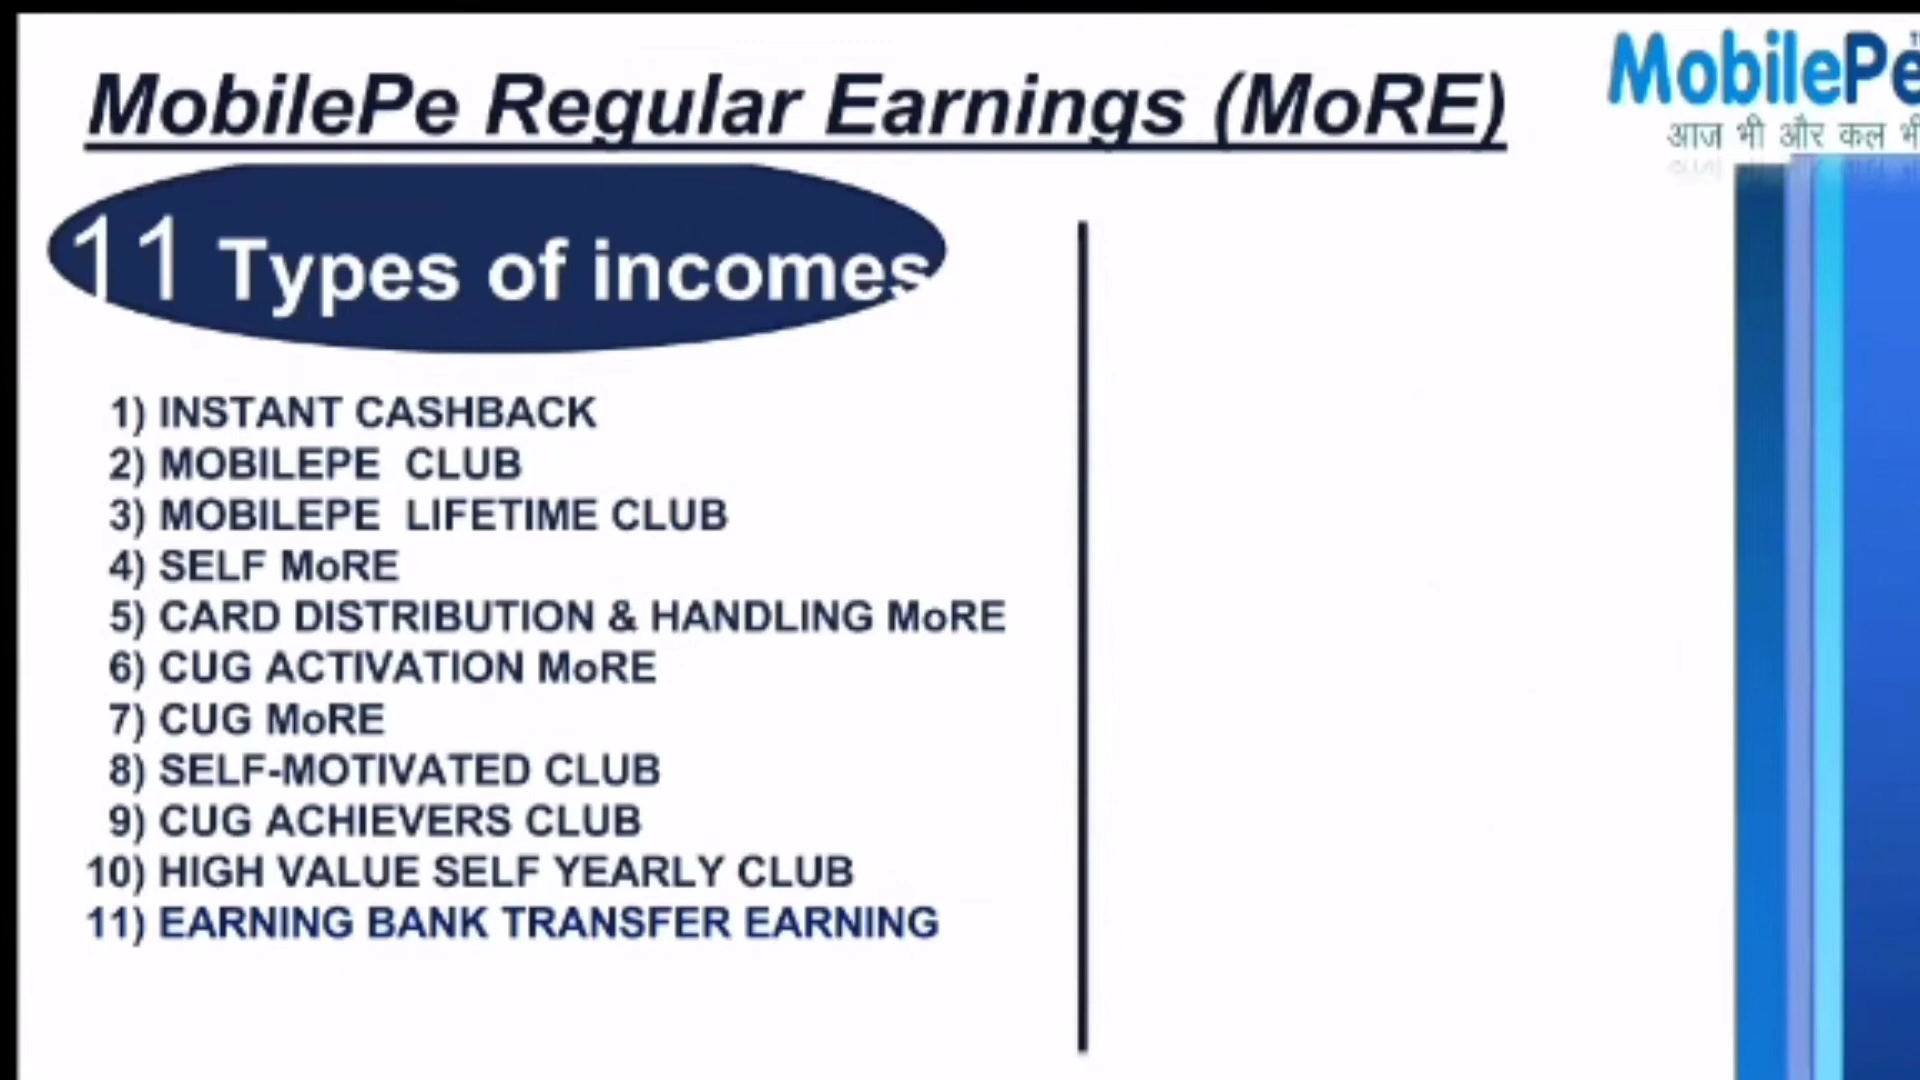 MobilePe Regular Earnings (MoRE)
MobilePe
आज भी और कल भी
11 Types of incomes
1) INSTANT CASHBACK
2) MOBILEPE CLUB
3) MOBILEPE LIFETIME CLUB
4) SELF MoRE
5) CARD DISTRIBUTION & HANDLING MoRE
6) CUG ACTIVATION MoRE
7) CUG MoRE
8) SELF-MOTIVATED CLUB
9) CUG ACHIEVERS CLUB
10) HIGH VALUE SELF YEARLY CLUB
11) EARNING BANK TRANSFER EARNING